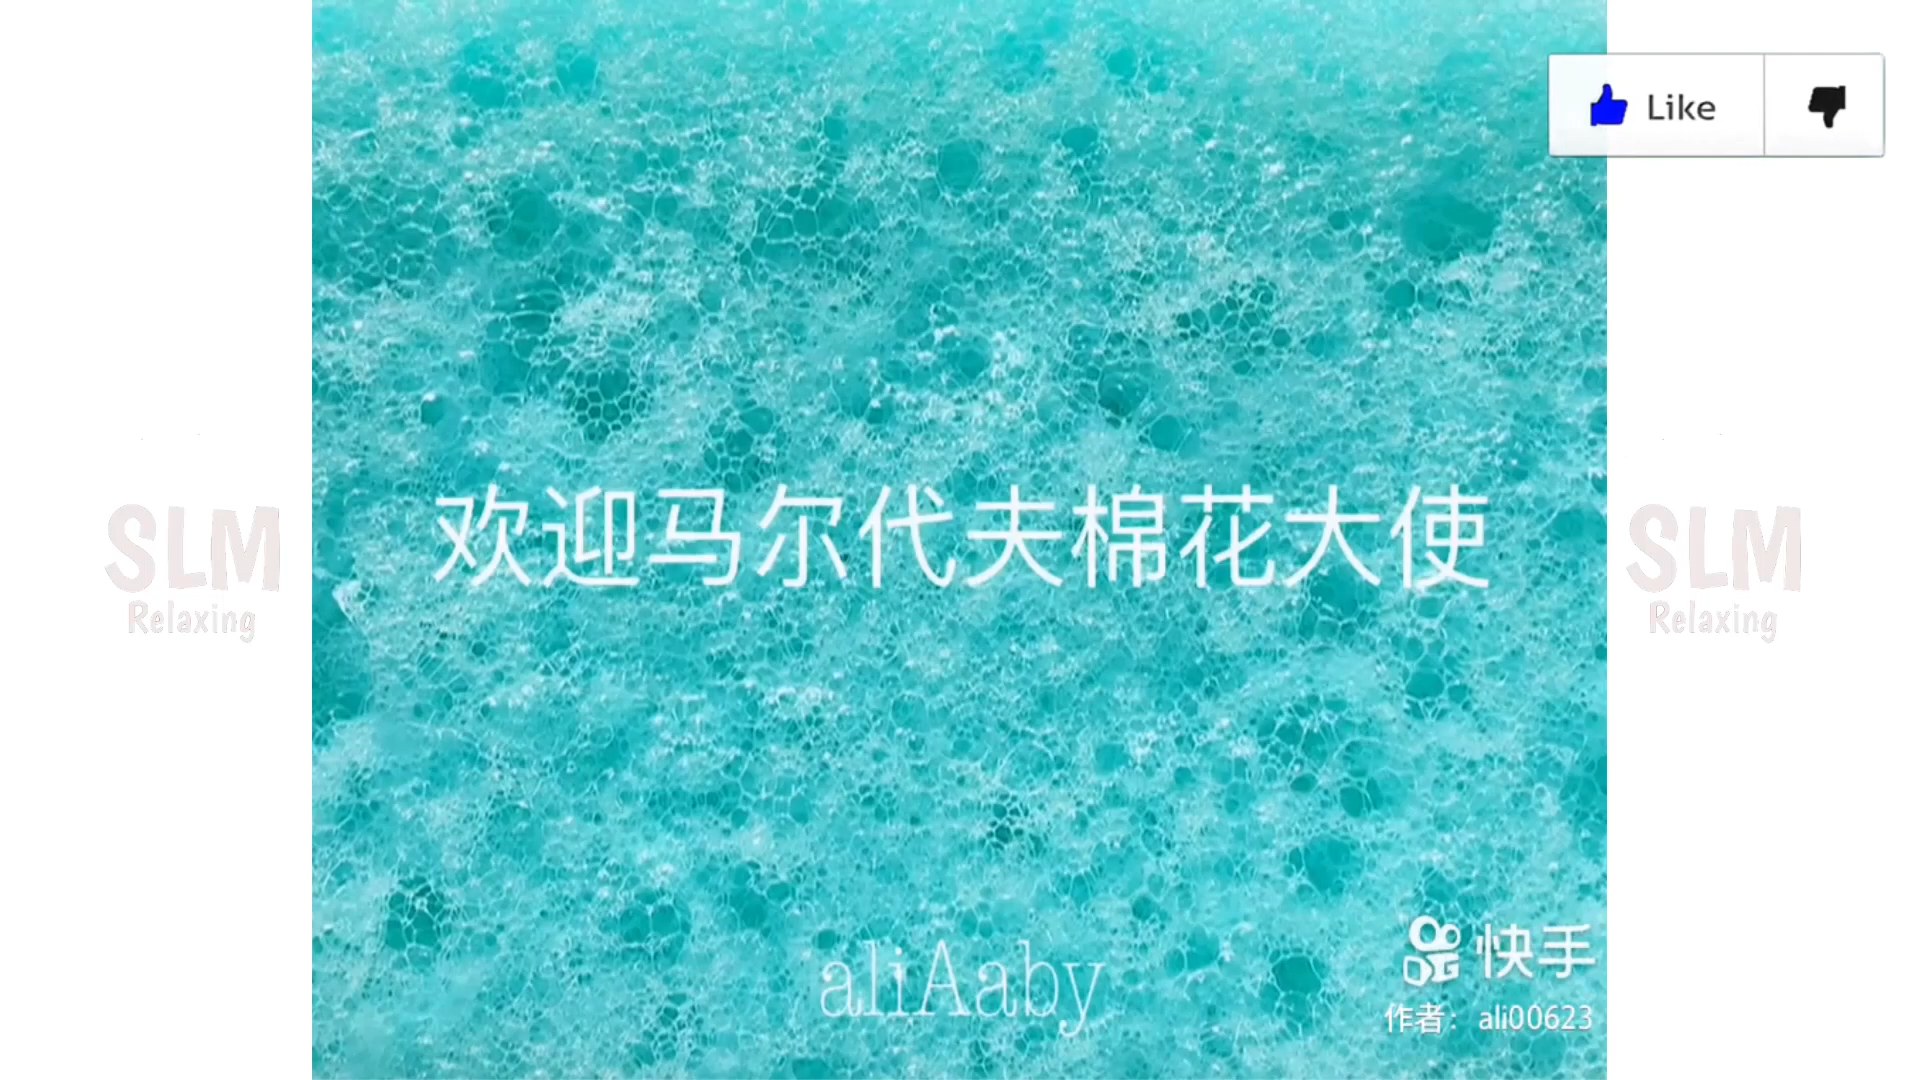 Like
欢迎马尔代夫棉花大使
SLM
Relaxing
SLM
Relaxing
aliAaby
快手
作者：ali00623